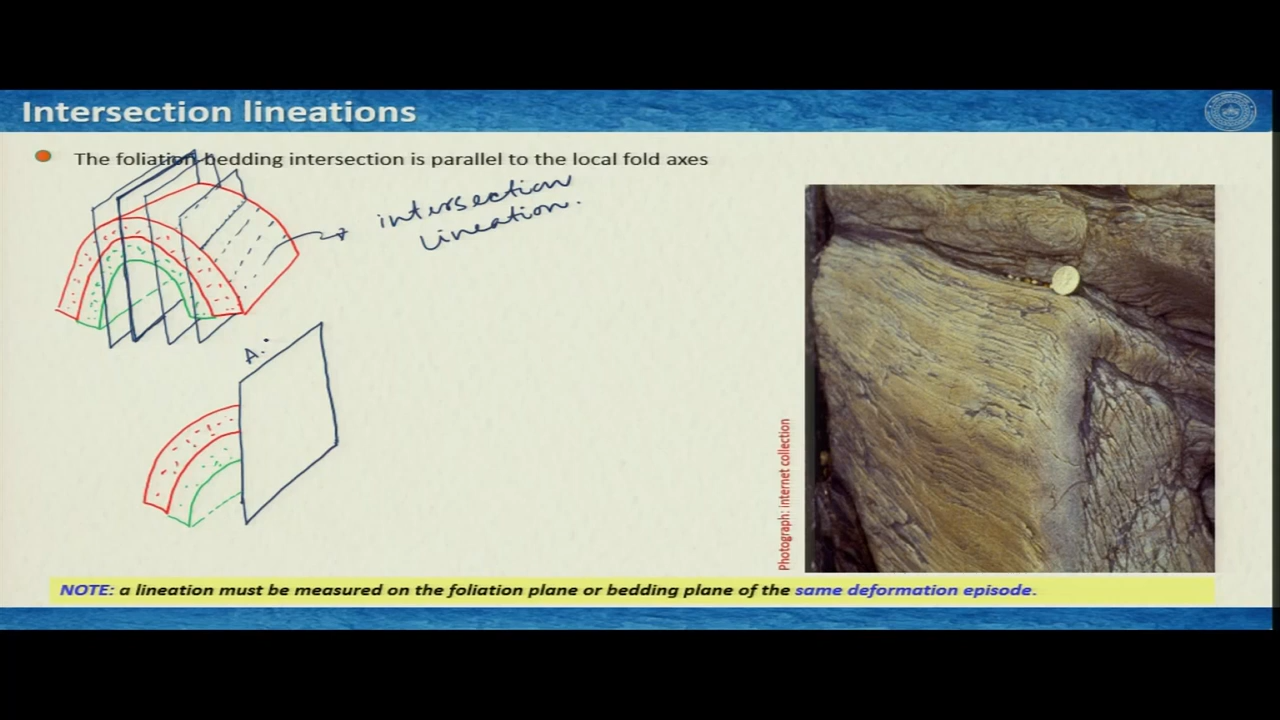 Intersection lineations
The foliation bedding intersection is parallel to the local fold axes
intersection
lineation.
A.
Photograph: internet collection
NOTE: a lineation must be measured on the foliation plane or bedding plane of the same deformation episode.